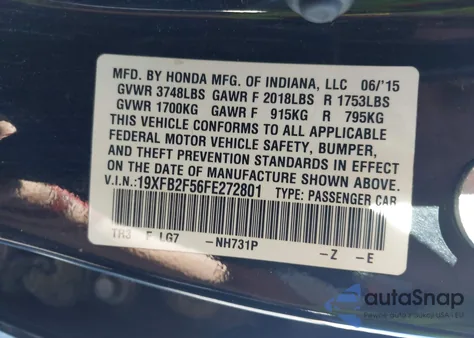 MFD. BY HONDA MFG. OF INDIANA, LLC 06/'15
GVWR 3748LBS GAWR F 2018LBS R 1753LBS
GVWR 1700KG GAWR F 915KG R 795KG
THIS VEHICLE CONFORMS TO ALL APPLICABLE
FEDERAL MOTOR VEHICLE SAFETY, BUMPER,
AND THEFT PREVENTION STANDARDS IN EFFECT
ON THE DATE OF MANUFACTURE SHOWN ABOVE.
V.I.N.:19XFB2F56FE272801 TYPE: PASSENGER CAR
TR3 F LG7 -NH731P -Z -E
autoSnap